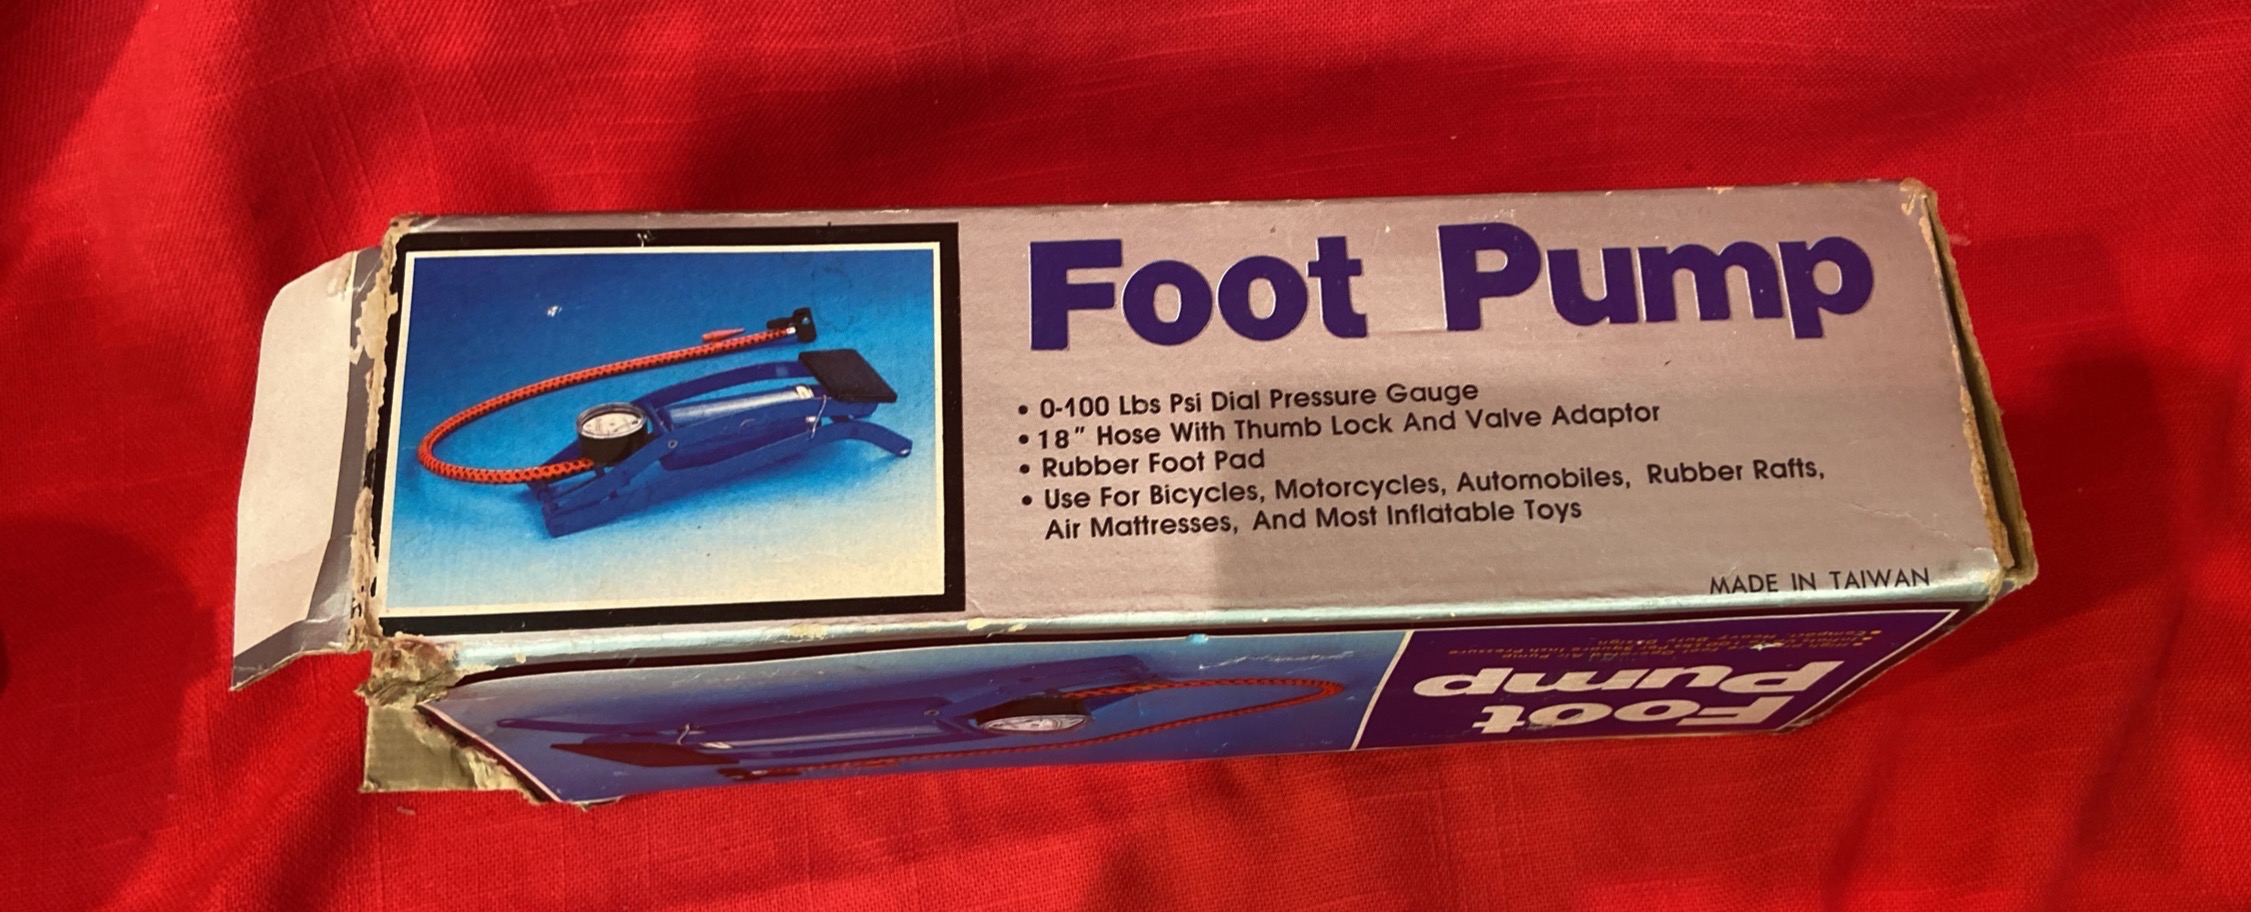 Foot Pump
• 0-100 Lbs Psi Dial Pressure Gauge
• 18" Hose With Thumb Lock And Valve Adaptor
• Rubber Foot Pad
• Use For Bicycles, Motorcycles, Automobiles, Rubber Rafts,
Air Mattresses, And Most Inflatable Toys
MADE IN TAIWAN
Foot
Pump